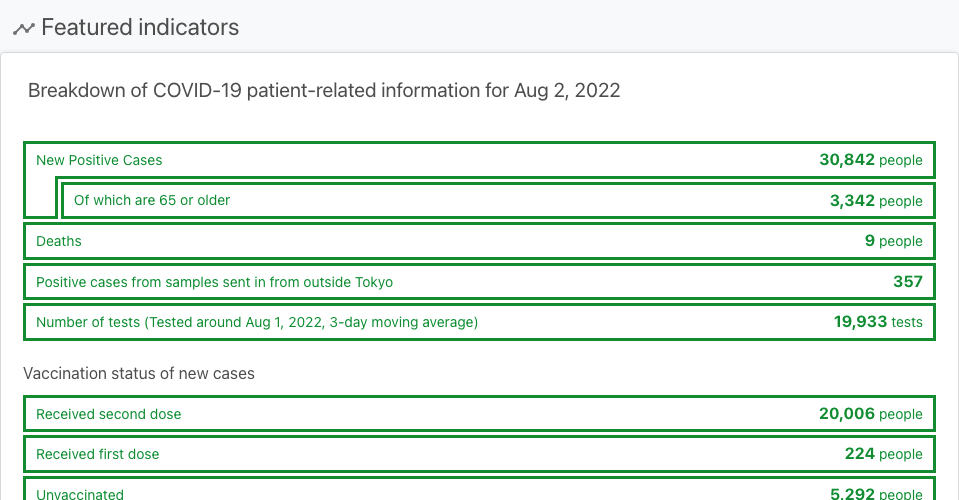 Featured indicators
Breakdown of COVID-19 patient-related information for Aug 2, 2022
New Positive Cases 30,842 people
Of which are 65 or older 3,342 people
Deaths 9 people
Positive cases from samples sent in from outside Tokyo 357
Number of tests (Tested around Aug 1, 2022, 3-day moving average) 19,933 tests
Vaccination status of new cases
Received second dose 20,006 people
Received first dose 224 people
Unvaccinated 5,292 people